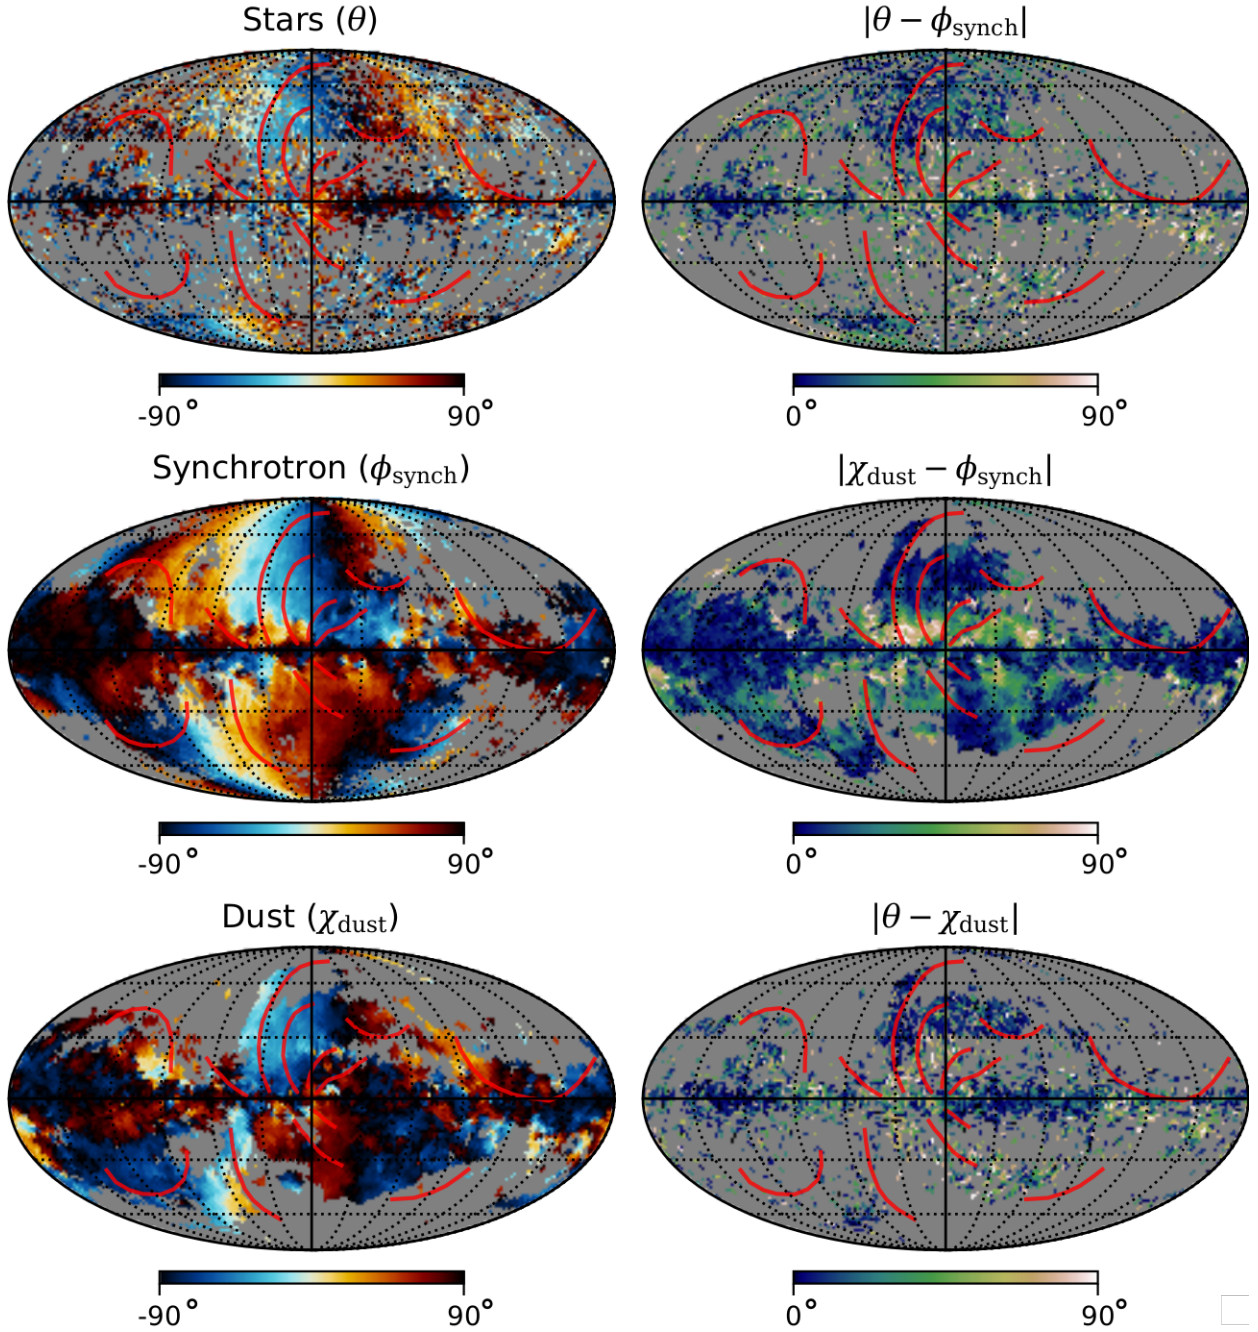 Stars (θ)
|θ − ϕsynch|
-90° 90°
0° 90°
Synchrotron (ϕsynch)
|χdust − ϕsynch|
-90° 90°
0° 90°
Dust (χdust)
|θ − χdust|
-90° 90°
0° 90°